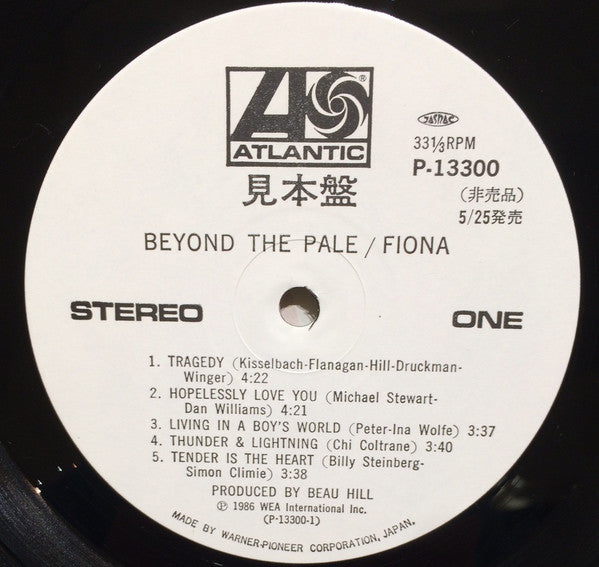 ®
ATLANTIC
見本盤
JASRAC
33⅓RPM
P-13300
(非売品)
5/25発売
BEYOND THE PALE / FIONA
STEREO
ONE
1. TRAGEDY (Kisselbach-Flanagan-Hill-Druckman-
Winger) 4:22
2. HOPELESSLY LOVE YOU (Michael Stewart-
Dan Williams) 4:21
3. LIVING IN A BOY'S WORLD (Peter-Ina Wolfe) 3:37
4. THUNDER & LIGHTNING (Chi Coltrane) 3:40
5. TENDER IS THE HEART (Billy Steinberg-
Simon Climie) 3:38
PRODUCED BY BEAU HILL
℗ 1986 WEA International Inc.
(P-13300-1)
MADE BY WARNER-PIONEER CORPORATION, JAPAN.